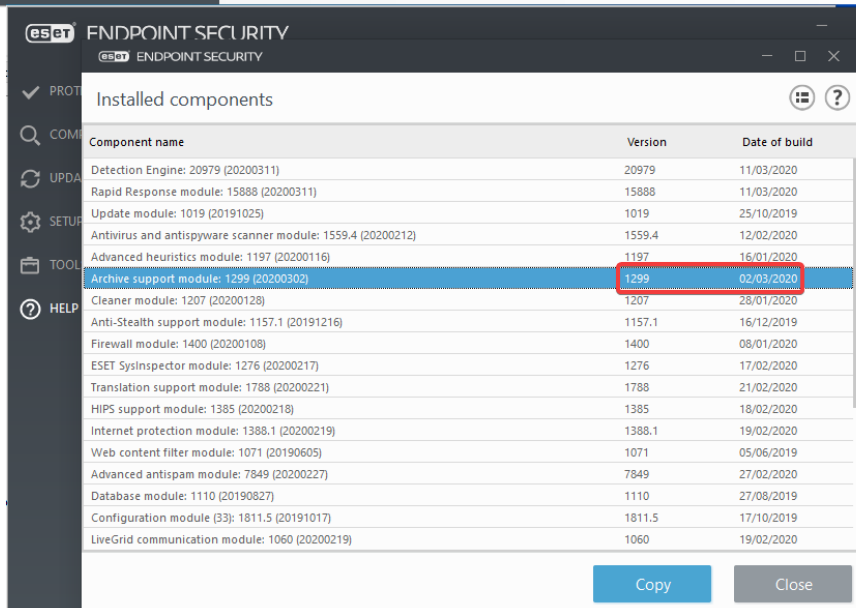 eset ENDPOINT SECURITY
eset ENDPOINT SECURITY
PROT
COMP
UPDA
SETUP
TOOL
HELP
Installed components
?
Component name Version Date of build
Detection Engine: 20979 (20200311) 20979 11/03/2020
Rapid Response module: 15888 (20200311) 15888 11/03/2020
Update module: 1019 (20191025) 1019 25/10/2019
Antivirus and antispyware scanner module: 1559.4 (20200212) 1559.4 12/02/2020
Advanced heuristics module: 1197 (20200116) 1197 16/01/2020
Archive support module: 1299 (20200302) 1299 02/03/2020
Cleaner module: 1207 (20200128) 1207 28/01/2020
Anti-Stealth support module: 1157.1 (20191216) 1157.1 16/12/2019
Firewall module: 1400 (20200108) 1400 08/01/2020
ESET SysInspector module: 1276 (20200217) 1276 17/02/2020
Translation support module: 1788 (20200221) 1788 21/02/2020
HIPS support module: 1385 (20200218) 1385 18/02/2020
Internet protection module: 1388.1 (20200219) 1388.1 19/02/2020
Web content filter module: 1071 (20190605) 1071 05/06/2019
Advanced antispam module: 7849 (20200227) 7849 27/02/2020
Database module: 1110 (20190827) 1110 27/08/2019
Configuration module (33): 1811.5 (20191017) 1811.5 17/10/2019
LiveGrid communication module: 1060 (20200219) 1060 19/02/2020
Copy Close